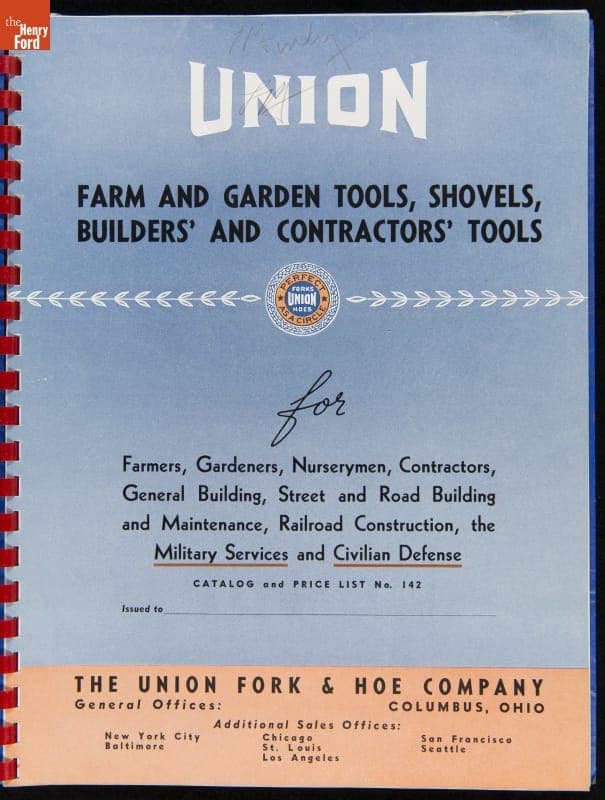 the
Henry
Ford
UNION
FARM AND GARDEN TOOLS, SHOVELS,
BUILDERS' AND CONTRACTORS' TOOLS
PERFECT
FORKS
UNION
HOES
AS A CIRCLE
for
Farmers, Gardeners, Nurserymen, Contractors,
General Building, Street and Road Building
and Maintenance, Railroad Construction, the
Military Services and Civilian Defense
CATALOG and PRICE LIST No. 142
Issued to
THE UNION FORK & HOE COMPANY
General Offices: COLUMBUS, OHIO
Additional Sales Offices:
New York City Chicago San Francisco
Baltimore St. Louis Seattle
Los Angeles